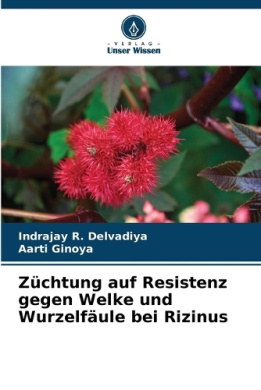 - VERLAG -
Unser Wissen
Indrajay R. Delvadiya
Aarti Ginoya
Züchtung auf Resistenz
gegen Welke und
Wurzelfäule bei Rizinus